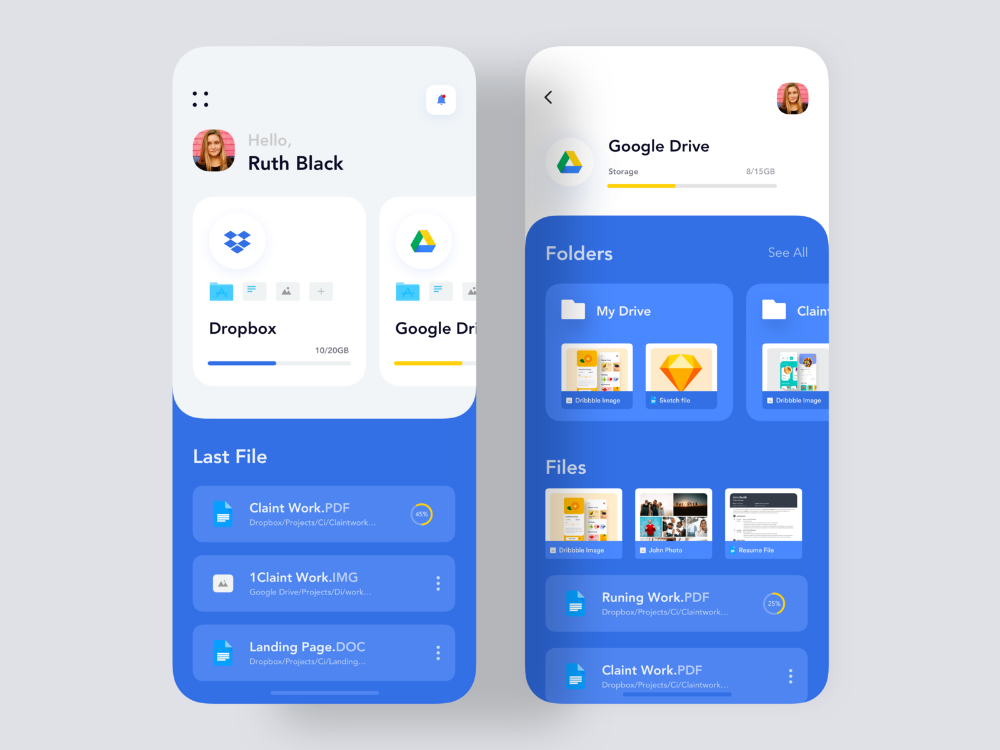 Hello,
Ruth Black
Dropbox
10/20GB
Google Dri
Last File
Claint Work.PDF
Dropbox/Projects/Ci/Claintwork...
45%
1Claint Work.IMG
Google Drive/Projects/Di/work...
Landing Page.DOC
Dropbox/Projects/Ci/Landing...
Google Drive
Storage
8/15GB
Folders
See All
My Drive
Claint
Dribbble Image
Sketch file
Dribbble Image
Files
Dribbble Image
John Photo
Resume File
Runing Work.PDF
Dropbox/Projects/Ci/Claintwork...
25%
Claint Work.PDF
Dropbox/Projects/Ci/Claintwork...